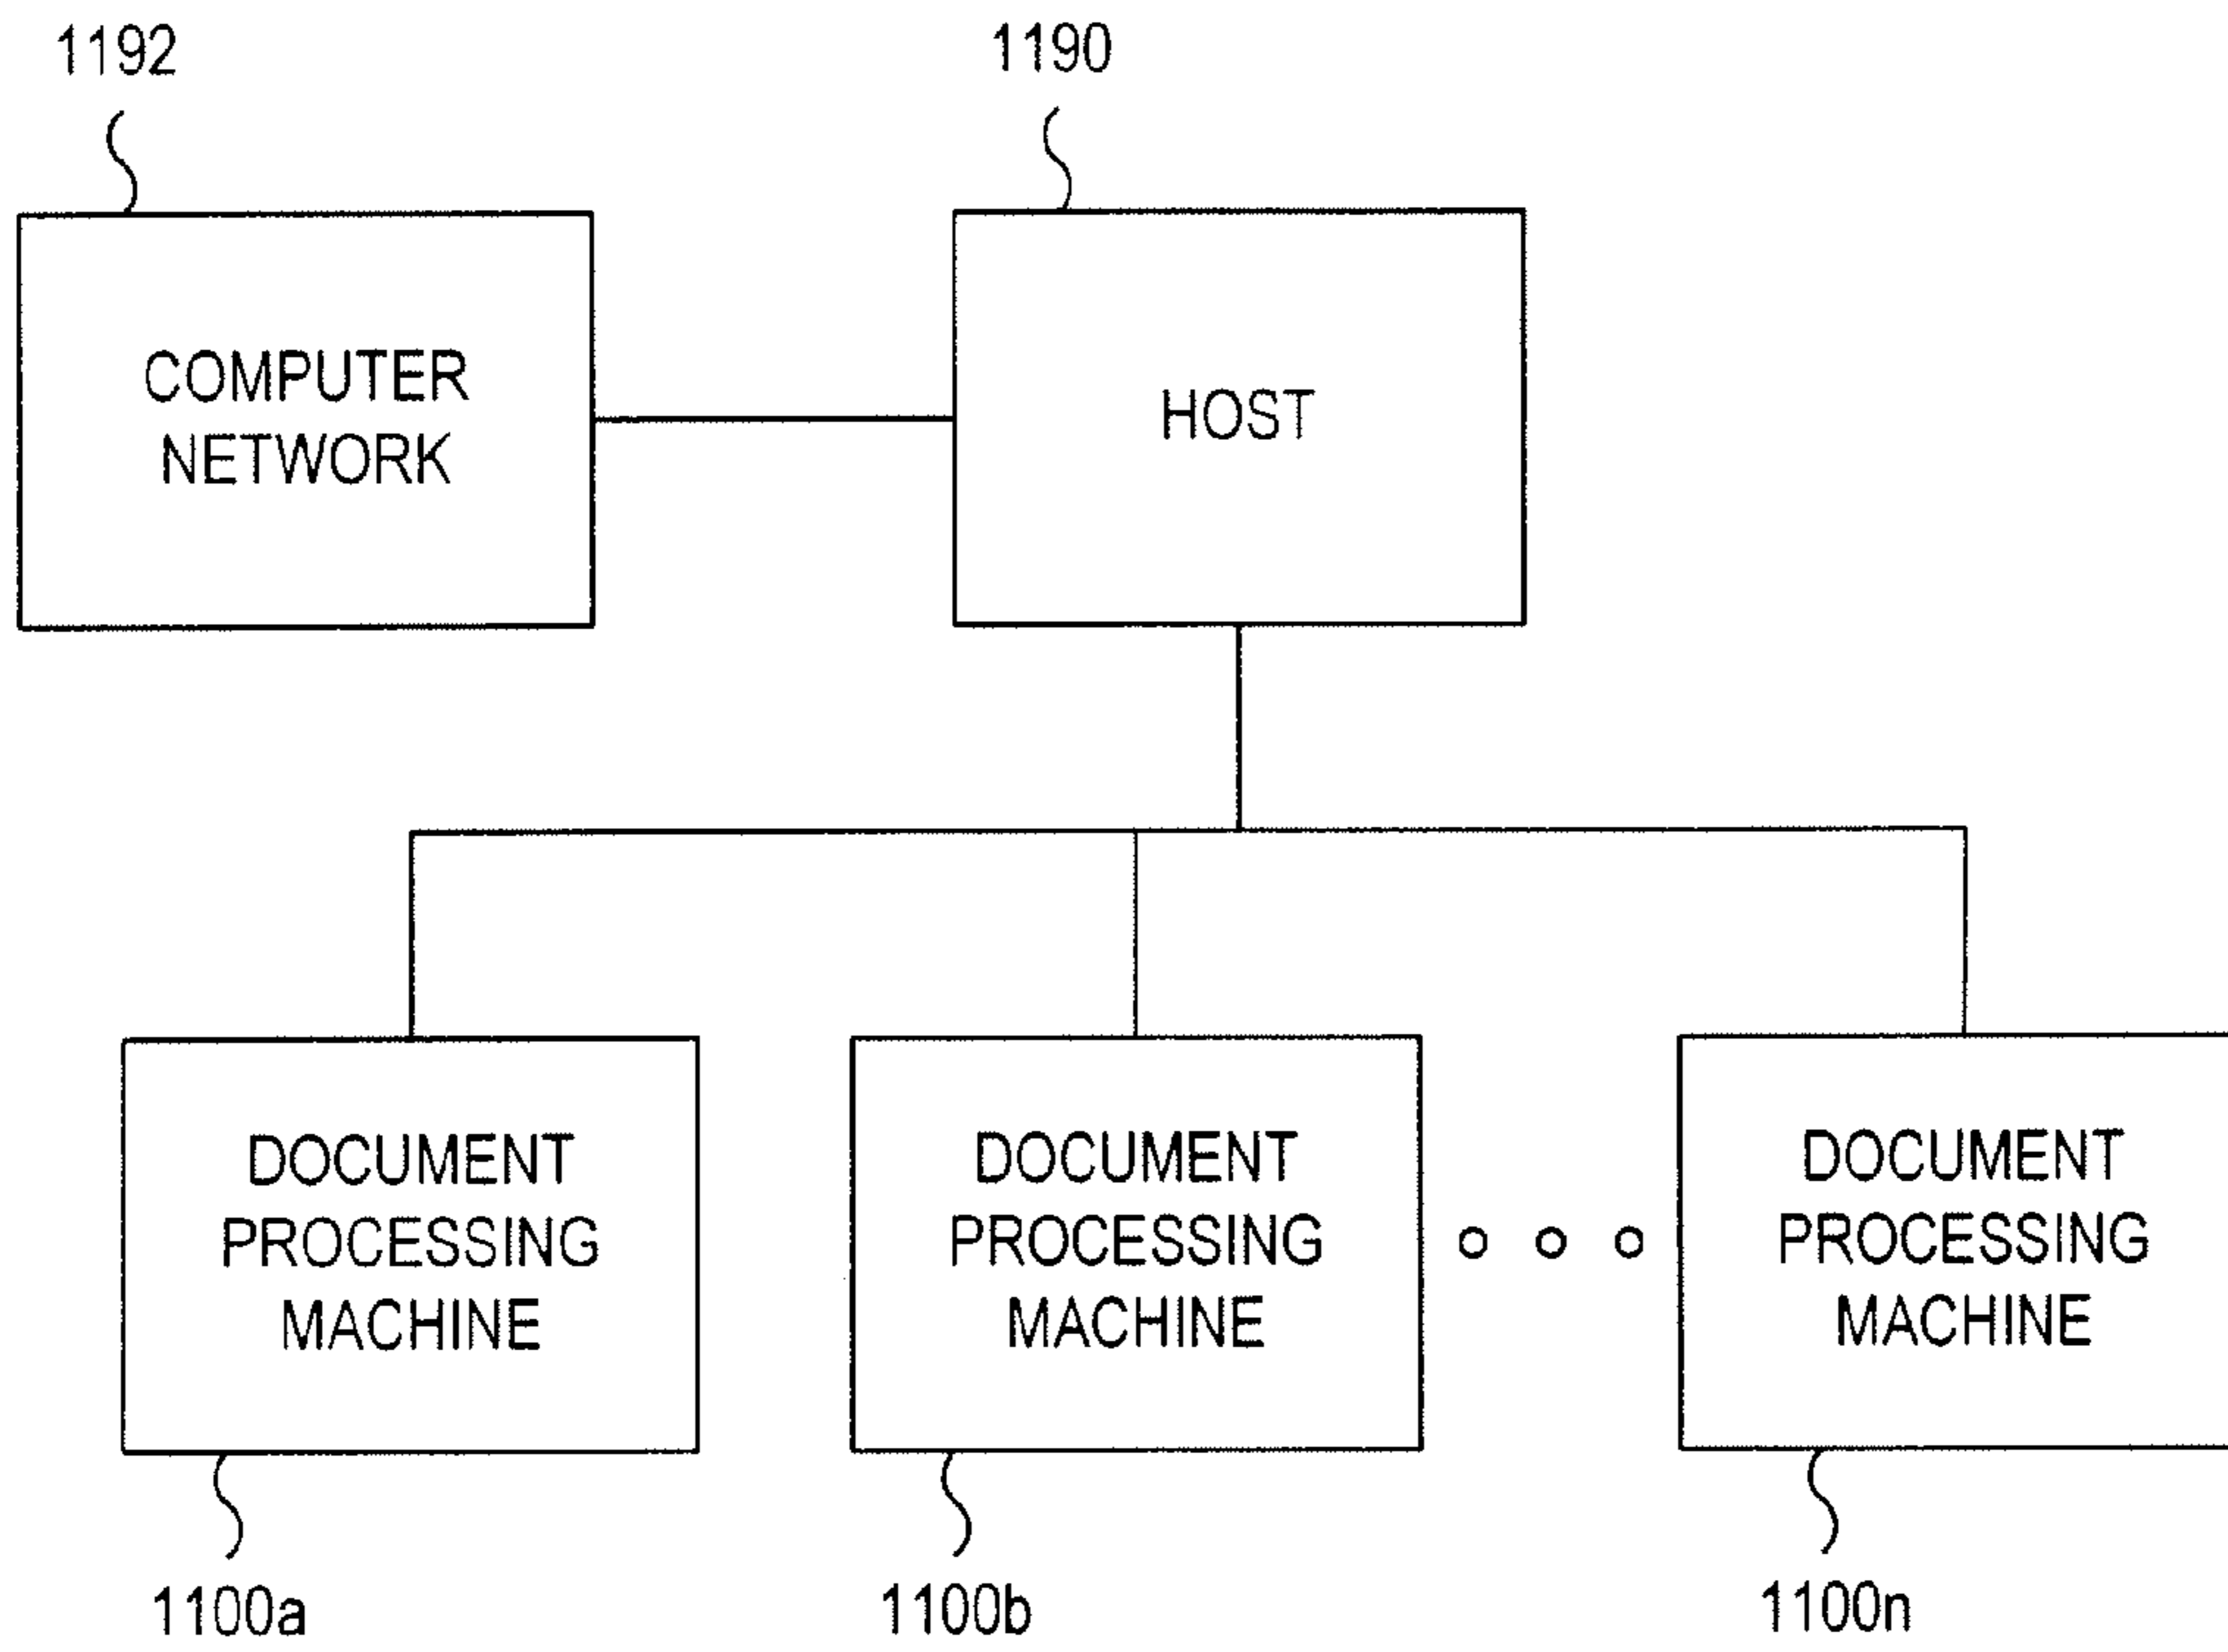 1192
1190
COMPUTER
NETWORK
HOST
DOCUMENT
PROCESSING
MACHINE
DOCUMENT
PROCESSING
MACHINE
DOCUMENT
PROCESSING
MACHINE
1100a
1100b
1100n